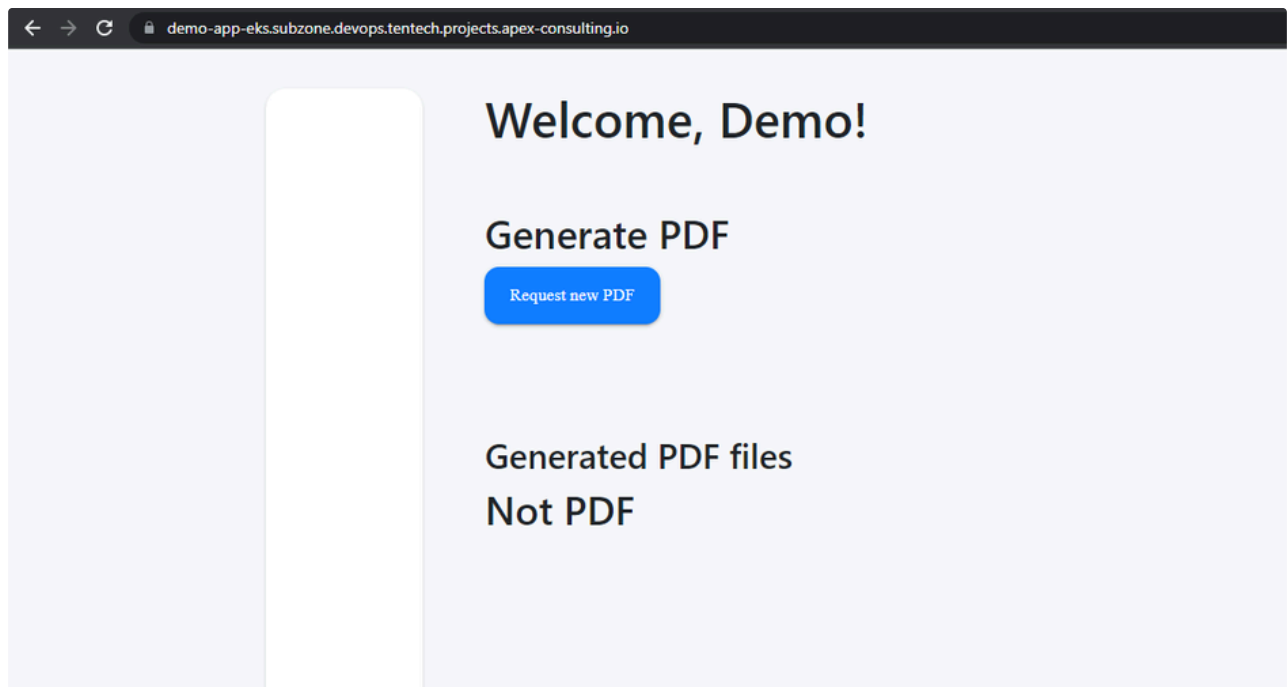 demo-app-eks.subzone.devops.tentech.projects.apex-consulting.io
Welcome, Demo!
Generate PDF
Request new PDF
Generated PDF files
Not PDF